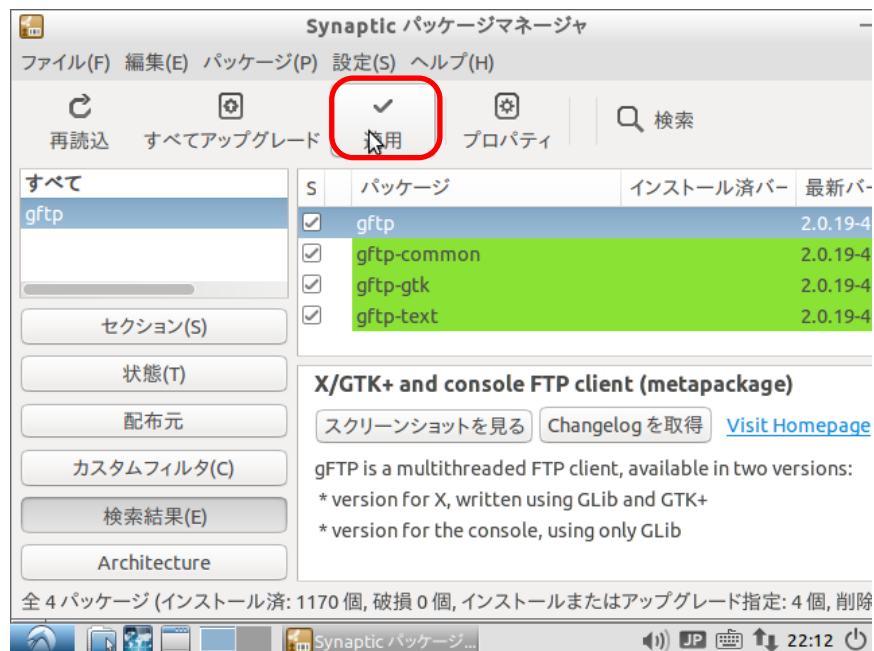 Synaptic パッケージマネージャ
ファイル(F) 編集(E) パッケージ(P) 設定(S) ヘルプ(H)
再読込 すべてアップグレード 適用 プロパティ 検索
すべて
gftp
S パッケージ インストール済バー 最新バー
gftp 2.0.19-4
gftp-common 2.0.19-4
gftp-gtk 2.0.19-4
gftp-text 2.0.19-4
セクション(S)
状態(T)
配布元
カスタムフィルタ(C)
検索結果(E)
Architecture
X/GTK+ and console FTP client (metapackage)
スクリーンショットを見る Changelog を取得 Visit Homepage
gFTP is a multithreaded FTP client, available in two versions:
* version for X, written using GLib and GTK+
* version for the console, using only GLib
全 4 パッケージ (インストール済: 1170 個, 破損 0 個, インストールまたはアップグレード指定: 4 個, 削除
Synaptic パッケージ... JP 22:12